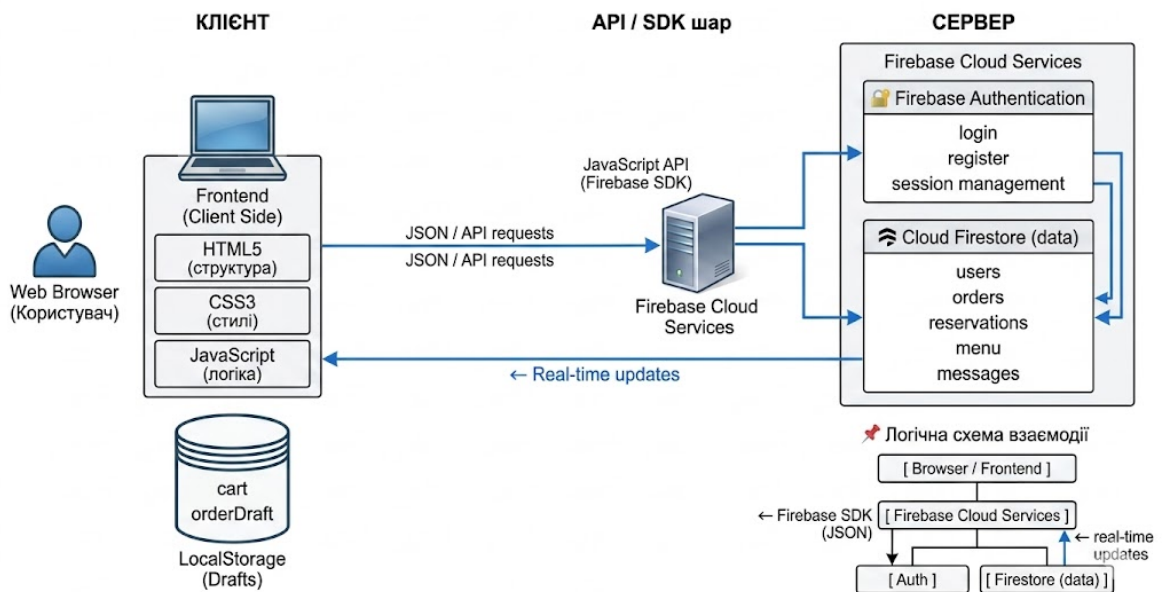 КЛІЄНТ
API / SDK шар
СЕРВЕР
Web Browser
(Користувач)
Frontend
(Client Side)
HTML5
(структура)
CSS3
(стилі)
JavaScript
(логіка)
cart
orderDraft
LocalStorage
(Drafts)
JSON / API requests
JSON / API requests
← Real-time updates
JavaScript API
(Firebase SDK)
Firebase Cloud
Services
Firebase Cloud Services
Firebase Authentication
login
register
session management
Cloud Firestore (data)
users
orders
reservations
menu
messages
📌 Логічна схема взаємодії
[ Browser / Frontend ]
← Firebase SDK
(JSON)
[ Firebase Cloud Services ]
← real-time
updates
[ Auth ]
[ Firestore (data) ]